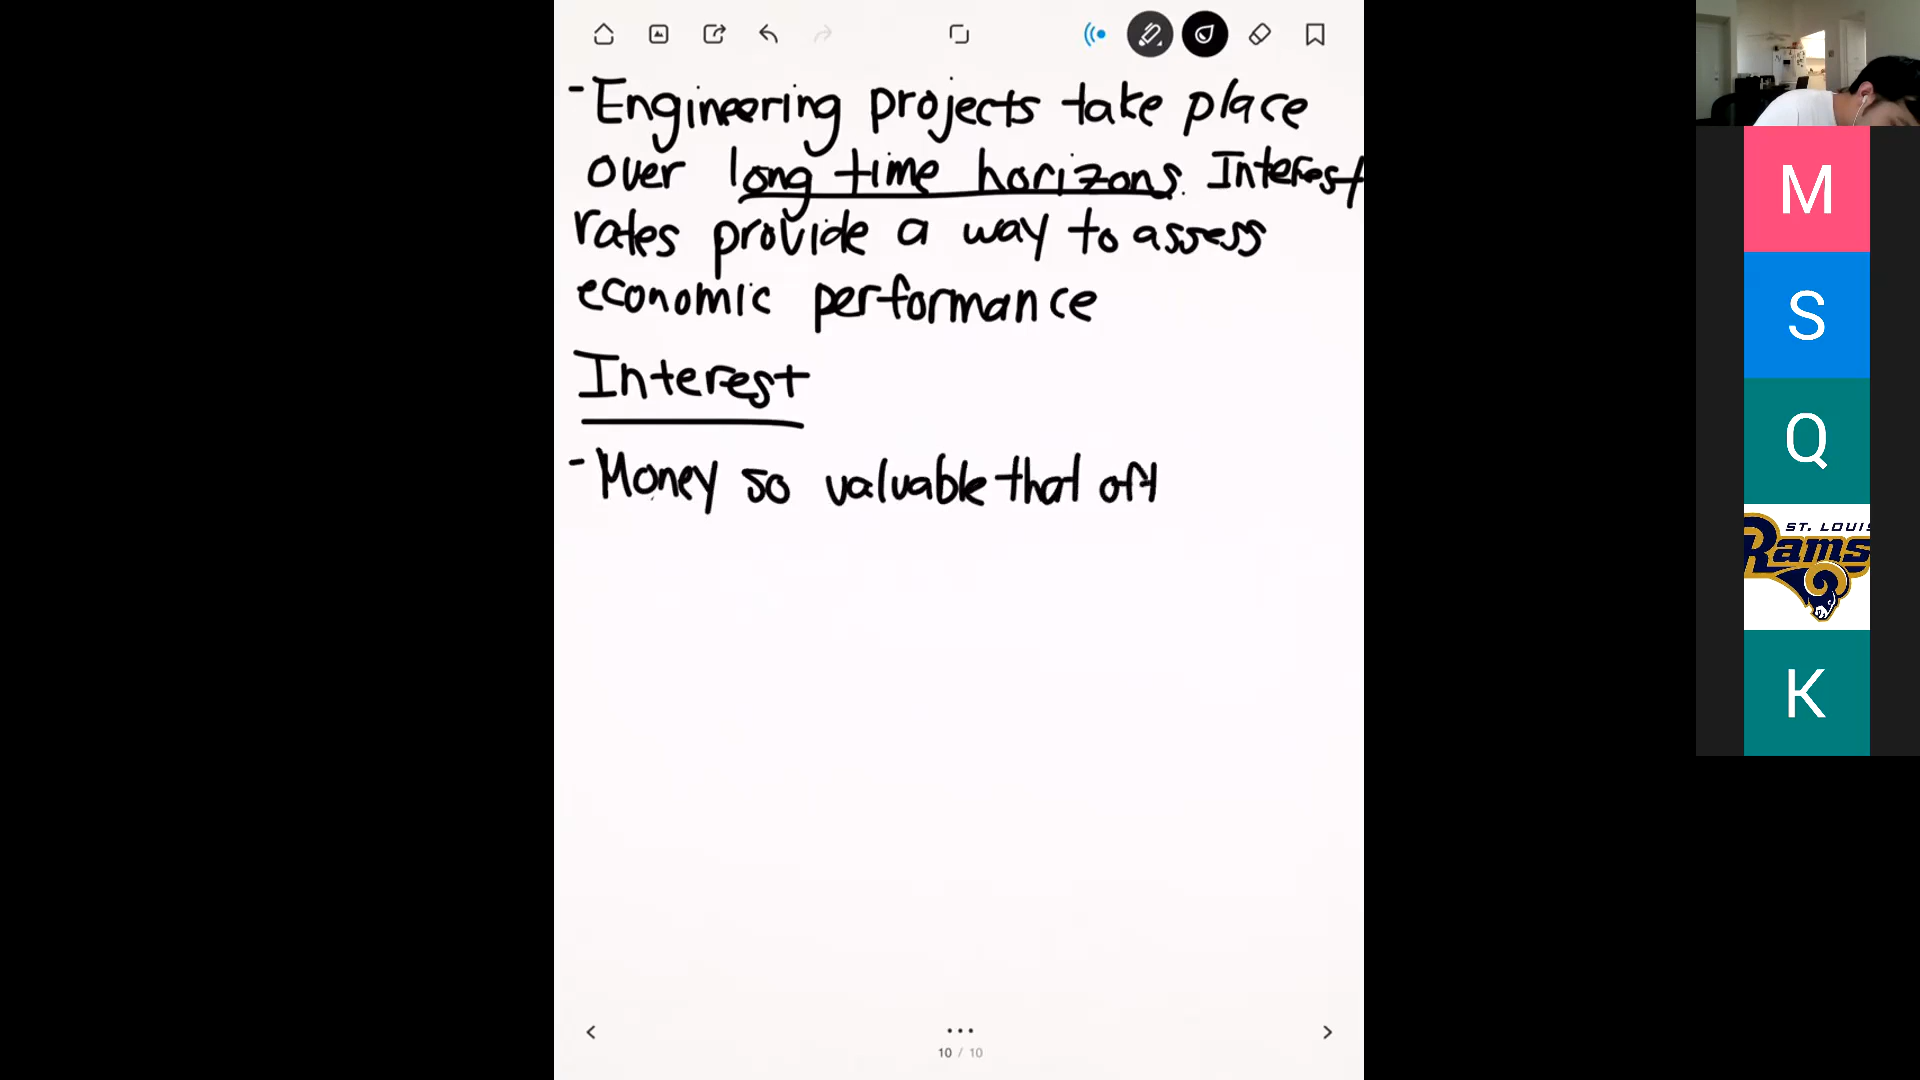 - Engineering projects take place
over long time horizons. Interest
rates provide a way to assess
economic performance
Interest
- Money so valuable that oft
10 / 10
M
S
Q
ST. LOUIS
Rams
K